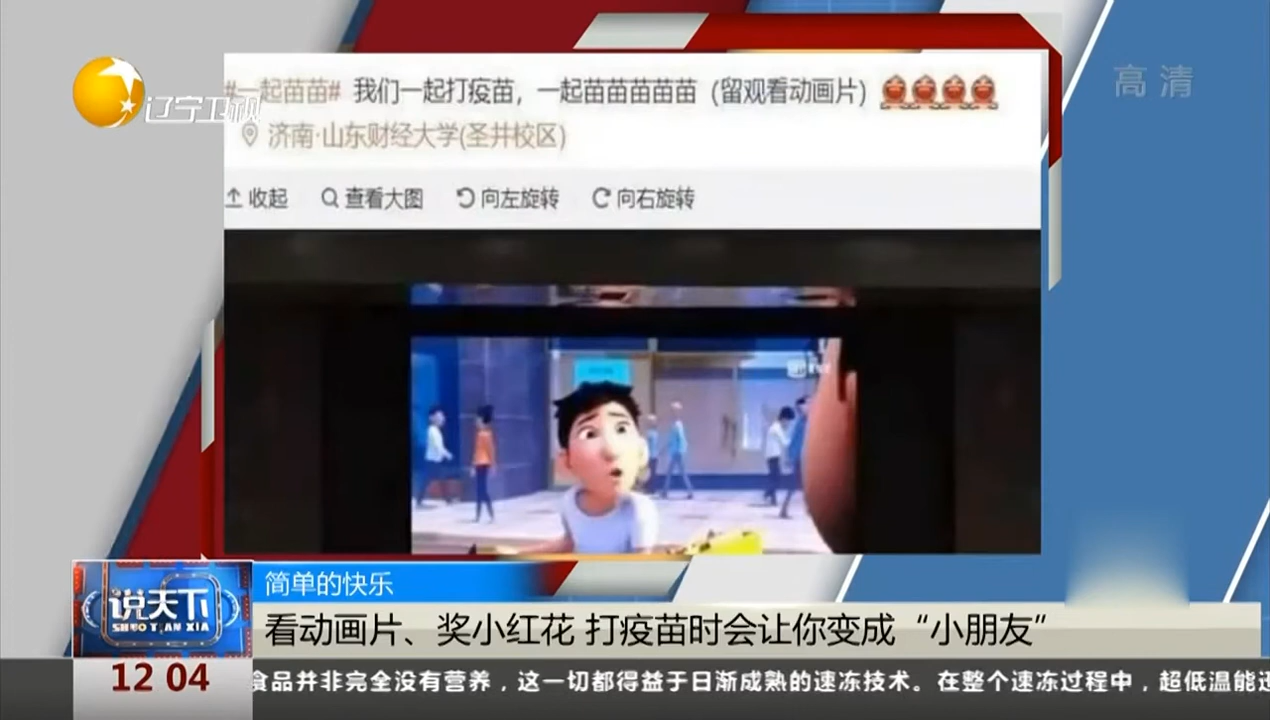 高清
辽宁卫视
#一起苗苗# 我们一起打疫苗，一起苗苗苗苗苗（留观看动画片）
济南·山东财经大学(圣井校区)
收起 查看大图 向左旋转 向右旋转
简单的快乐
说天下
SHUO TIAN XIA
看动画片、奖小红花 打疫苗时会让你变成“小朋友”
12 04
食品并非完全没有营养，这一切都得益于日渐成熟的速冻技术。在整个速冻过程中，超低温能迅